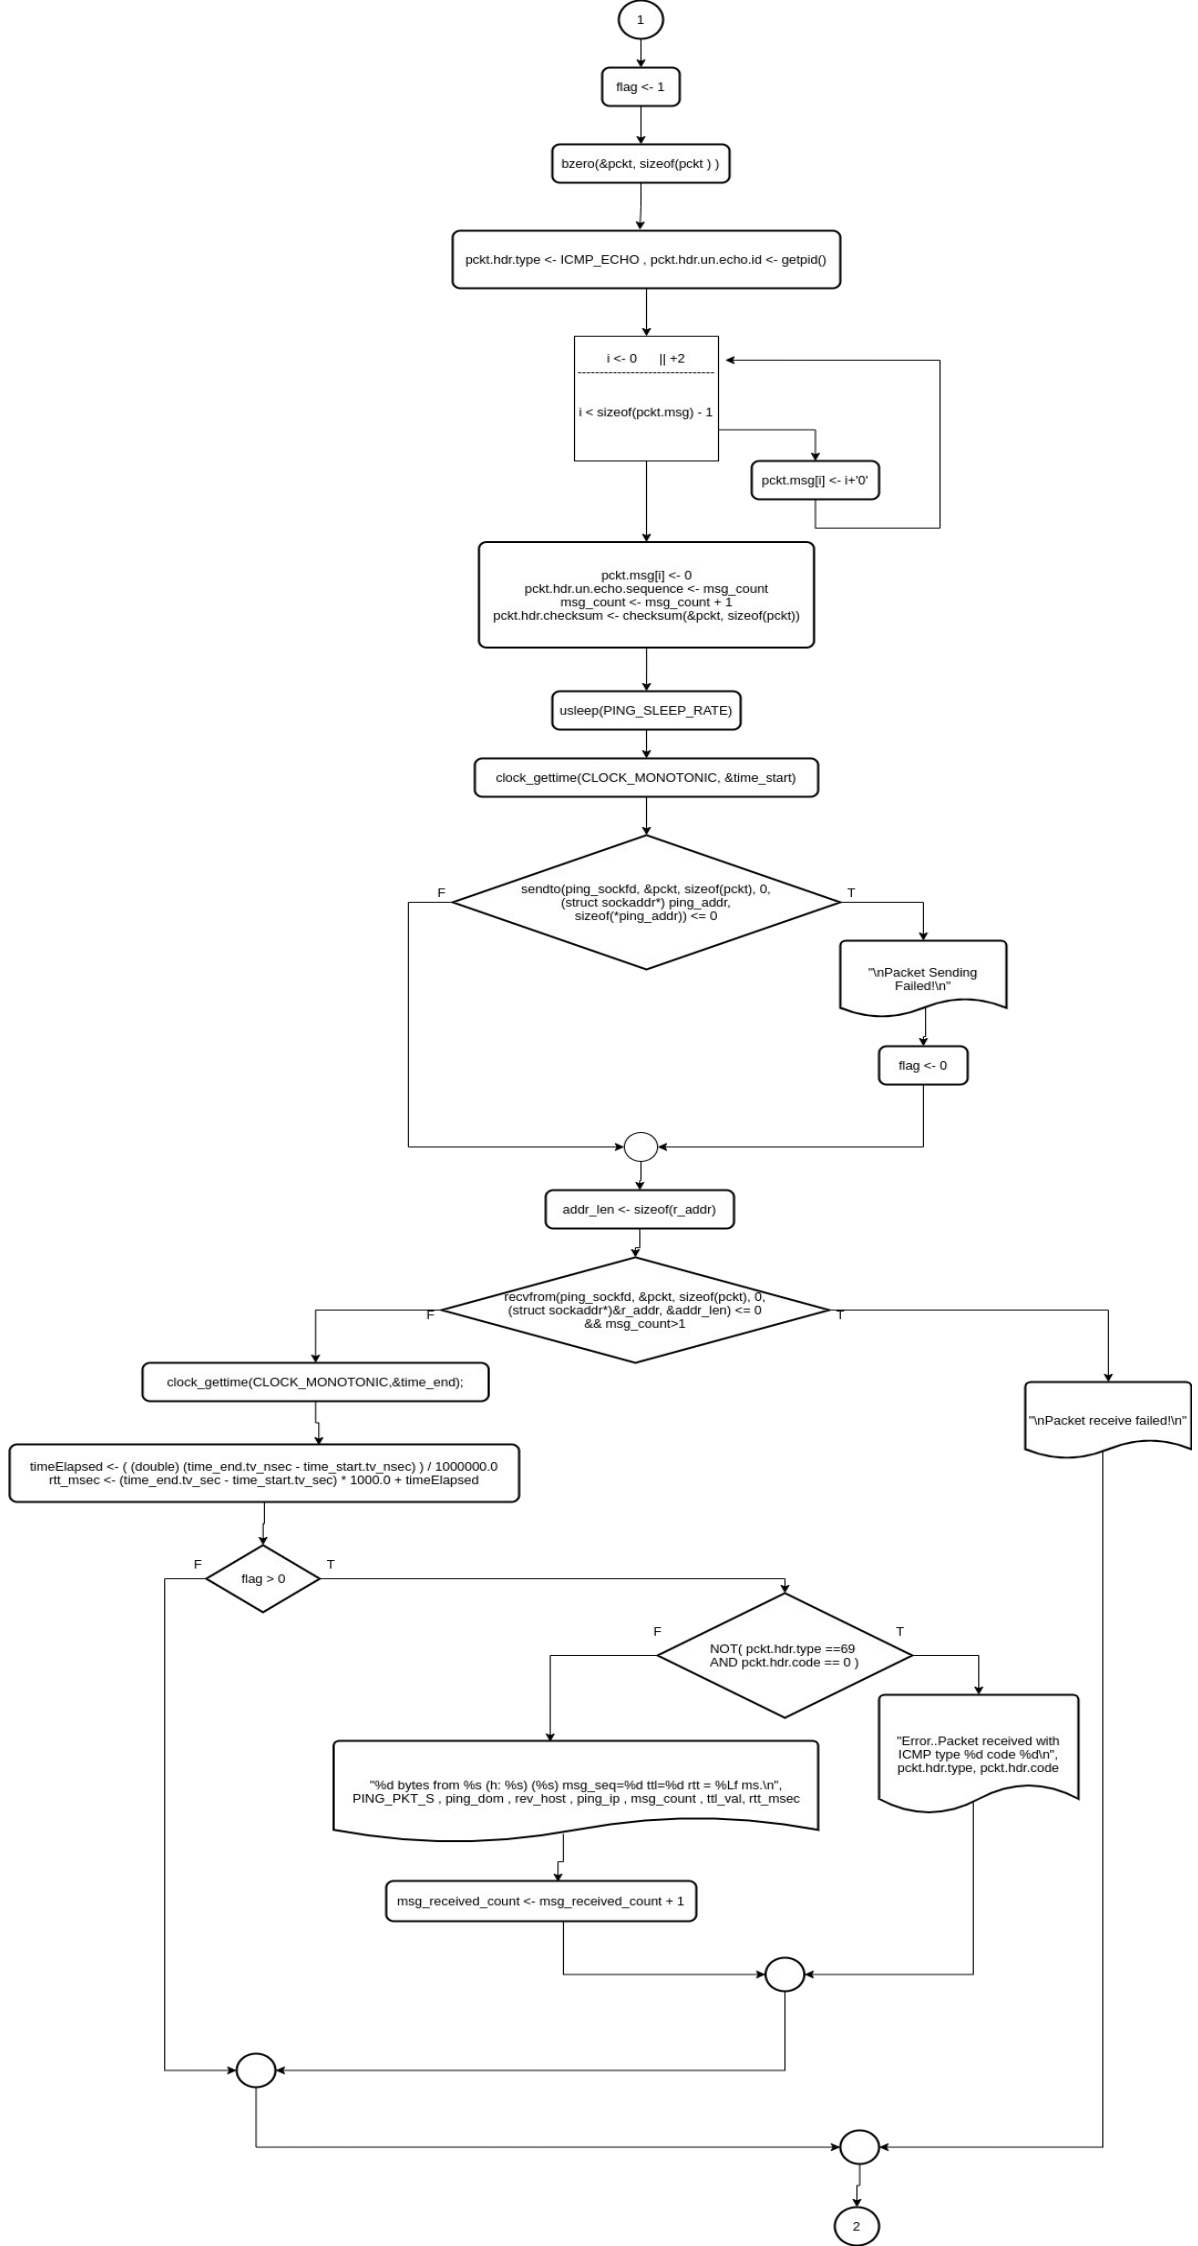 1
flag <- 1
bzero(&pckt, sizeof(pckt ) )
pckt.hdr.type <- ICMP_ECHO , pckt.hdr.un.echo.id <- getpid()
i <- 0 || +2
--------------------------------
i < sizeof(pckt.msg) - 1
pckt.msg[i] <- i+'0'
pckt.msg[i] <- 0
pckt.hdr.un.echo.sequence <- msg_count
msg_count <- msg_count + 1
pckt.hdr.checksum <- checksum(&pckt, sizeof(pckt))
usleep(PING_SLEEP_RATE)
clock_gettime(CLOCK_MONOTONIC, &time_start)
F
T
sendto(ping_sockfd, &pckt, sizeof(pckt), 0,
(struct sockaddr*) ping_addr,
sizeof(*ping_addr)) <= 0
"\nPacket Sending
Failed!\n"
flag <- 0
addr_len <- sizeof(r_addr)
recvfrom(ping_sockfd, &pckt, sizeof(pckt), 0,
(struct sockaddr*)&r_addr, &addr_len) <= 0
&& msg_count>1
F
T
clock_gettime(CLOCK_MONOTONIC,&time_end);
"\nPacket receive failed!\n"
timeElapsed <- ( (double) (time_end.tv_nsec - time_start.tv_nsec) ) / 1000000.0
rtt_msec <- (time_end.tv_sec - time_start.tv_sec) * 1000.0 + timeElapsed
F
T
flag > 0
F
T
NOT( pckt.hdr.type ==69
AND pckt.hdr.code == 0 )
"Error..Packet received with
ICMP type %d code %d\n",
pckt.hdr.type, pckt.hdr.code
"%d bytes from %s (h: %s) (%s) msg_seq=%d ttl=%d rtt = %Lf ms.\n",
PING_PKT_S , ping_dom , rev_host , ping_ip , msg_count , ttl_val, rtt_msec
msg_received_count <- msg_received_count + 1
2